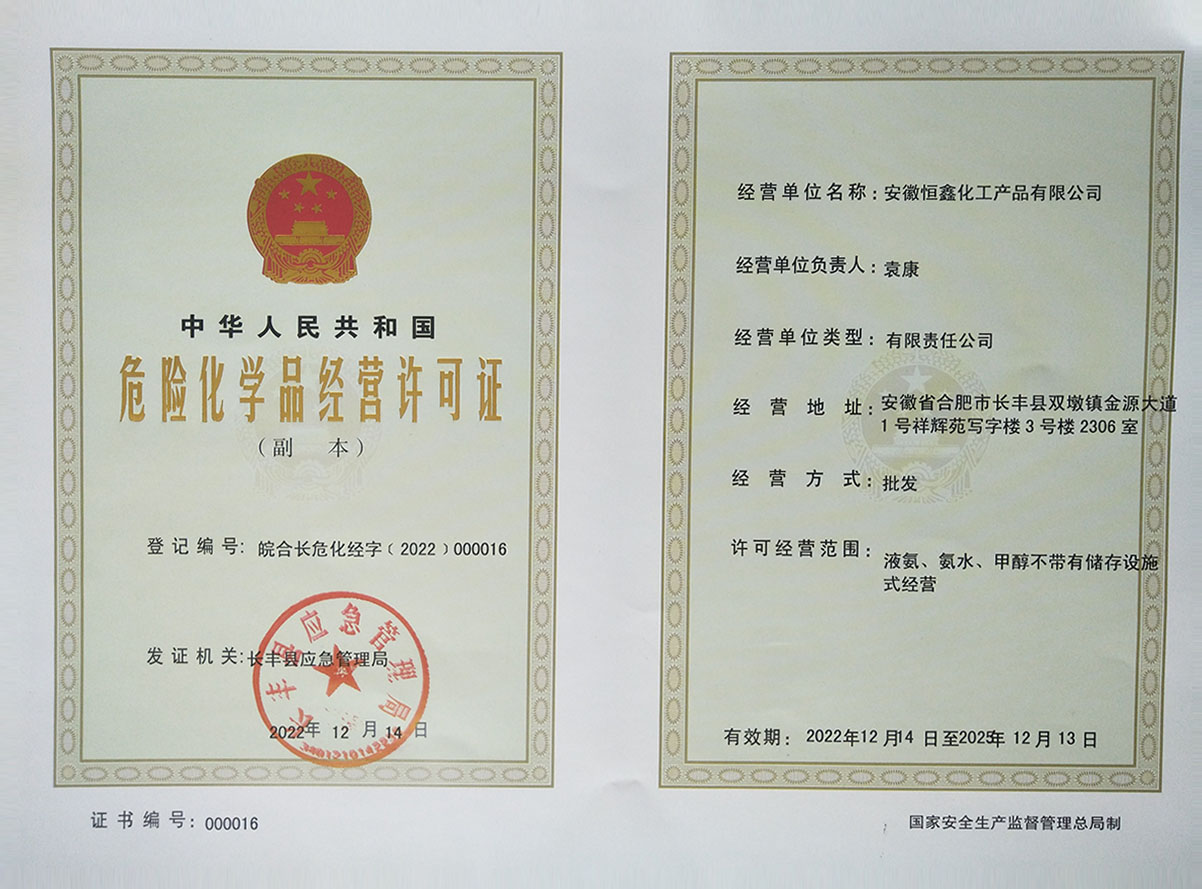 中华人民共和国
危险化学品经营许可证
（副 本）
登记编号: 皖合长危化经字（2022）000016
发证机关:长丰县应急管理局
长丰县应急管理局
2022年 12 月 14 日
证书编号: 000016
经营单位名称:安徽恒鑫化工产品有限公司
经营单位负责人:袁康
经营单位类型:有限责任公司
经营地址:安徽省合肥市长丰县双墩镇金源大道
1号祥辉苑写字楼3号楼2306室
经营方式:批发
许可经营范围:液氨、氨水、甲醇不带有储存设施
式经营
有效期: 2022年12月14日至2025年12月13日
国家安全生产监督管理总局制